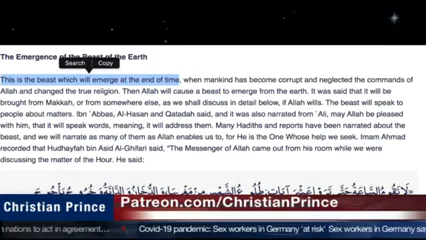 The Emergence of the Beast of the Earth
Search Copy
This is the beast which will emerge at the end of time, when mankind has become corrupt and neglected the commands of
Allah and changed the true religion. Then Allah will cause a beast to emerge from the earth. It was said that it will be
brought from Makkah, or from somewhere else, as we shall discuss in detail below, if Allah wills. The beast will speak to
people about matters. Ibn `Abbas, Al-Hasan and Qatadah said, and it was also narrated from `Ali, may Allah be pleased
with him, that it will speak words, meaning, it will address them. Many Hadiths and reports have been narrated about the
beast, and we will narrate as many of them as Allah enables us to, for He is the One Whose help we seek. Imam Ahmad
recorded that Hudhayfah bin Asid Al-Ghifari said, "The Messenger of Allah came out from his room while we were
discussing the matter of the Hour. He said:
Christian Prince Patreon.com/ChristianPrince
n nations to act in agreement... Covid-19 pandemic: Sex workers in Germany 'at risk' Sex workers in Germany say